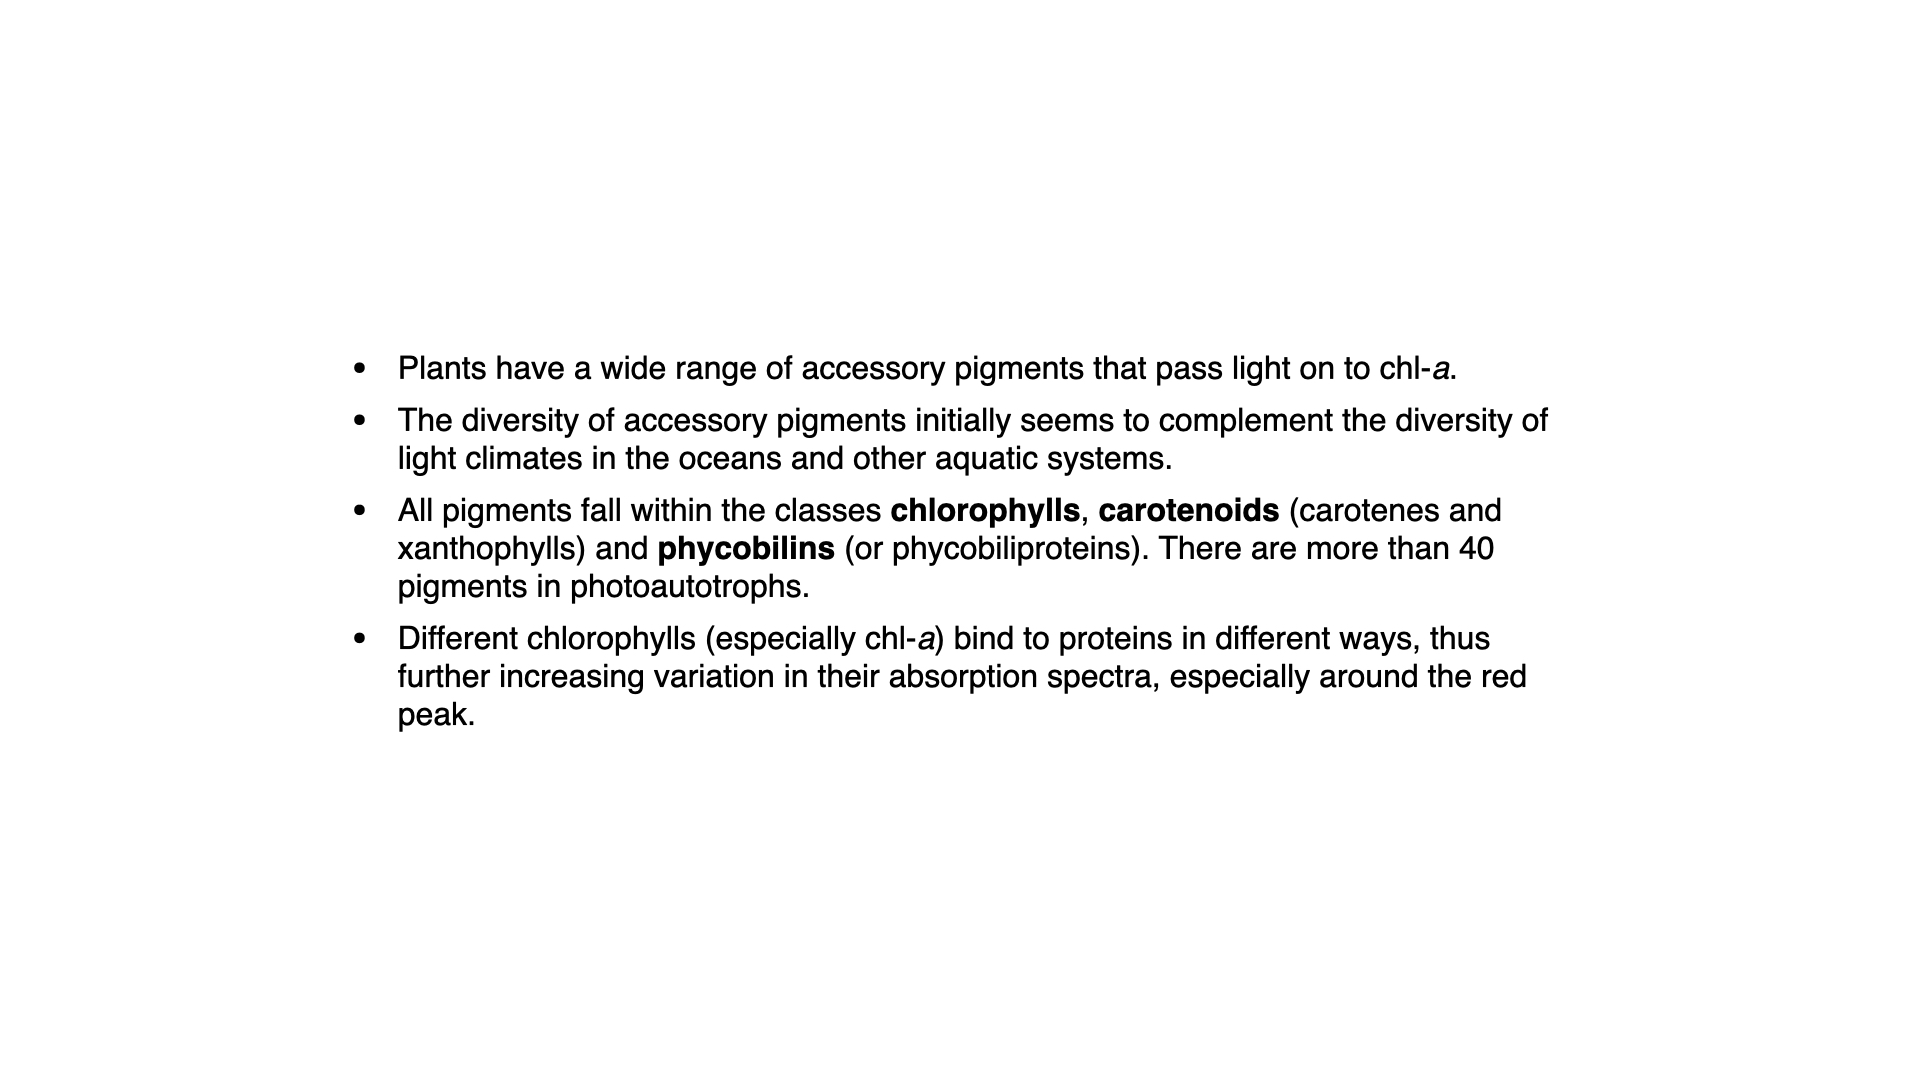 • Plants have a wide range of accessory pigments that pass light on to chl-a.
• The diversity of accessory pigments initially seems to complement the diversity of
light climates in the oceans and other aquatic systems.
• All pigments fall within the classes chlorophylls, carotenoids (carotenes and
xanthophylls) and phycobilins (or phycobiliproteins). There are more than 40
pigments in photoautotrophs.
• Different chlorophylls (especially chl-a) bind to proteins in different ways, thus
further increasing variation in their absorption spectra, especially around the red
peak.